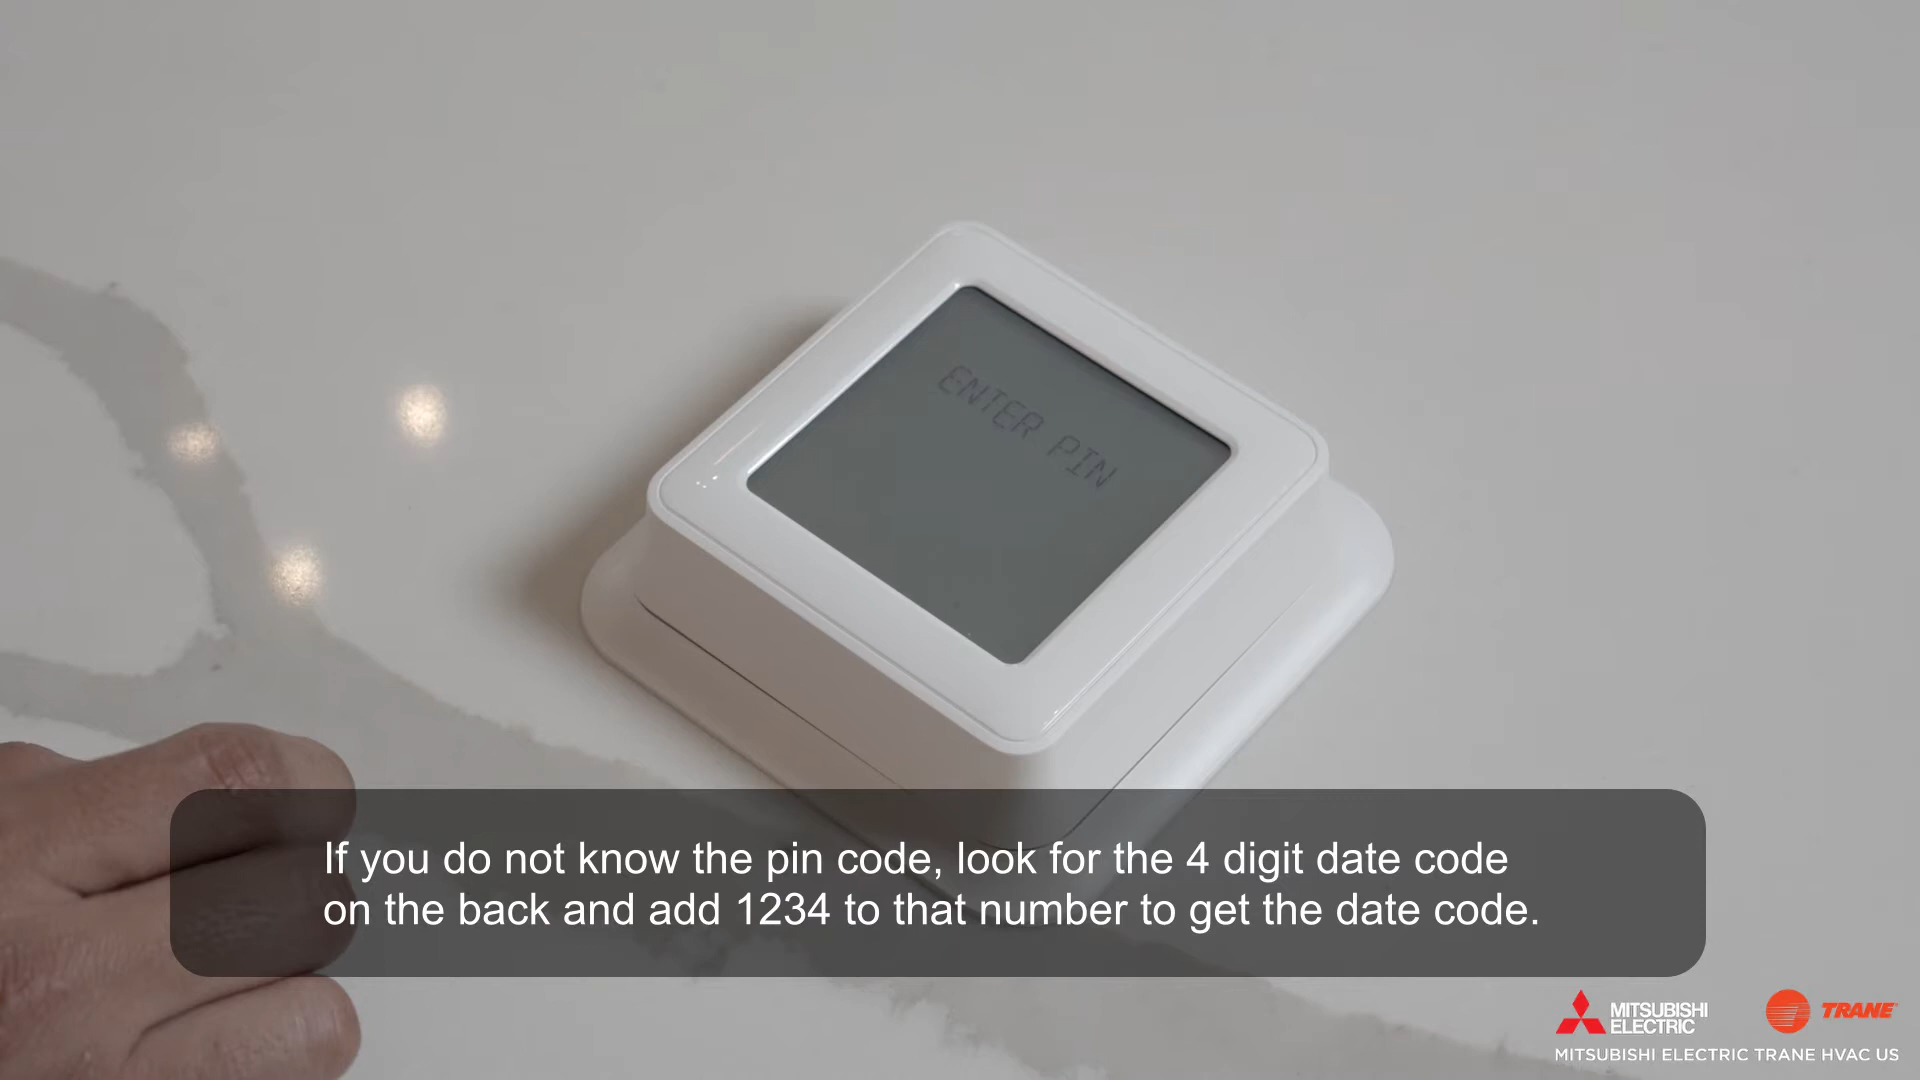 ENTER PIN
If you do not know the pin code, look for the 4 digit date code
on the back and add 1234 to that number to get the date code.
MITSUBISHI
ELECTRIC
TRANE
MITSUBISHI ELECTRIC TRANE HVAC US